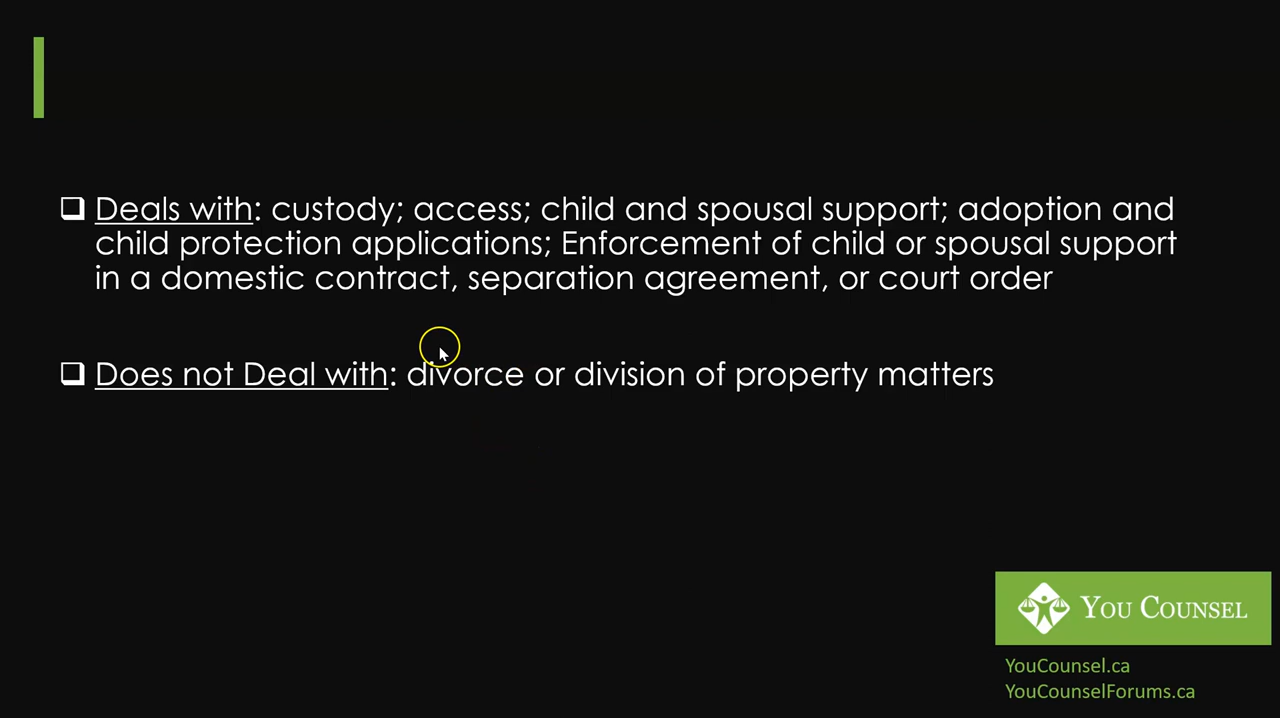 Deals with: custody; access; child and spousal support; adoption and
child protection applications; Enforcement of child or spousal support
in a domestic contract, separation agreement, or court order
Does not Deal with: divorce or division of property matters
YOU COUNSEL
YouCounsel.ca
YouCounselForums.ca